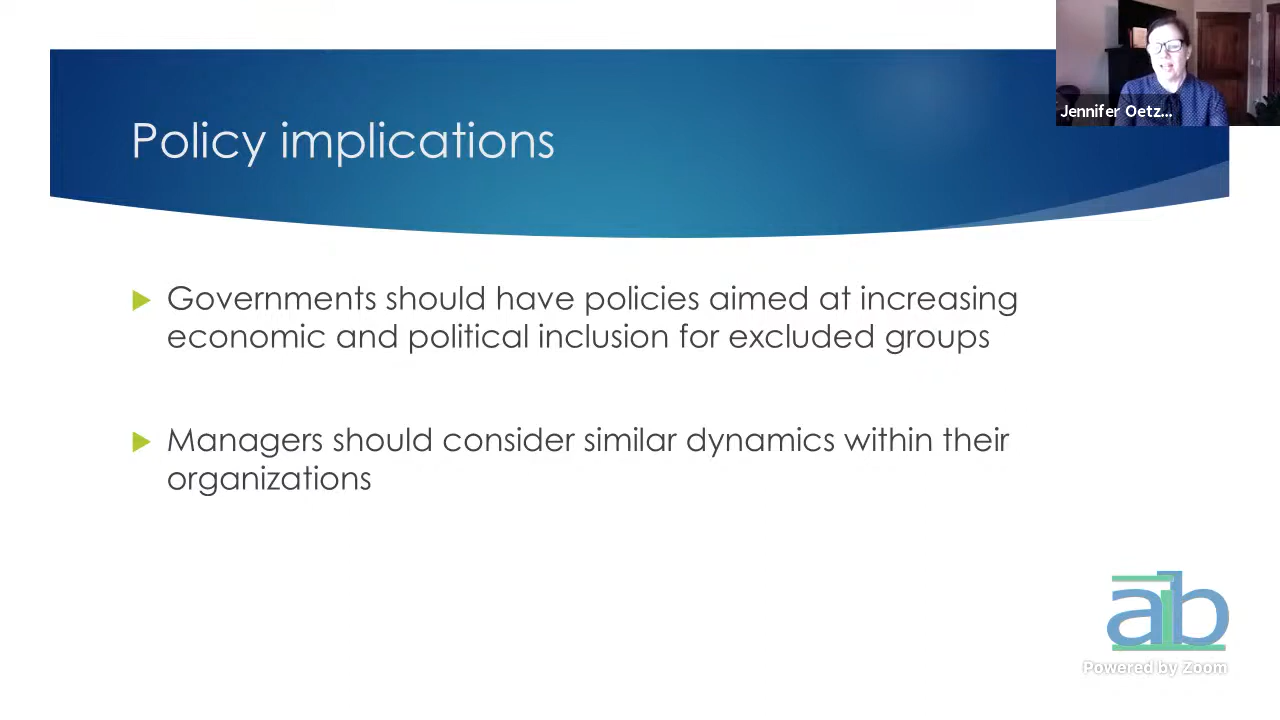 Jennifer Oetz...
Policy implications
Governments should have policies aimed at increasing
economic and political inclusion for excluded groups
Managers should consider similar dynamics within their
organizations
aib
Powered by Zoom